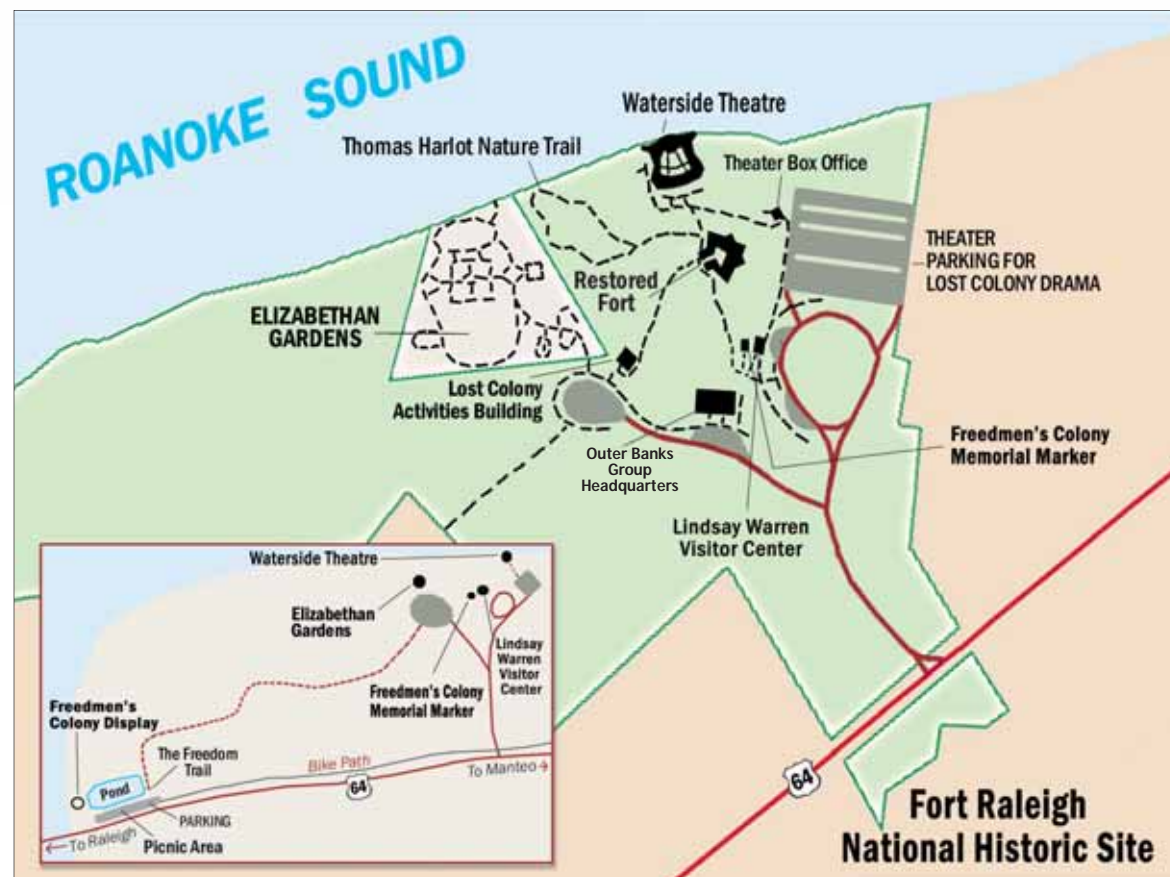 ROANOKE SOUND
Waterside Theatre
Thomas Harlot Nature Trail
Theater Box Office
THEATER
PARKING FOR
LOST COLONY DRAMA
Restored
Fort
ELIZABETHAN
GARDENS
Lost Colony
Activities Building
Freedmen's Colony
Memorial Marker
Outer Banks
Group
Headquarters
Lindsay Warren
Visitor Center
Waterside Theatre
Elizabethan
Gardens
Lindsay
Warren
Visitor
Center
Freedmen's Colony
Memorial Marker
Freedmen's
Colony Display
The Freedom
Trail
Bike Path
To Manteo
64
Pond
PARKING
To Raleigh
Picnic Area
64
Fort Raleigh
National Historic Site